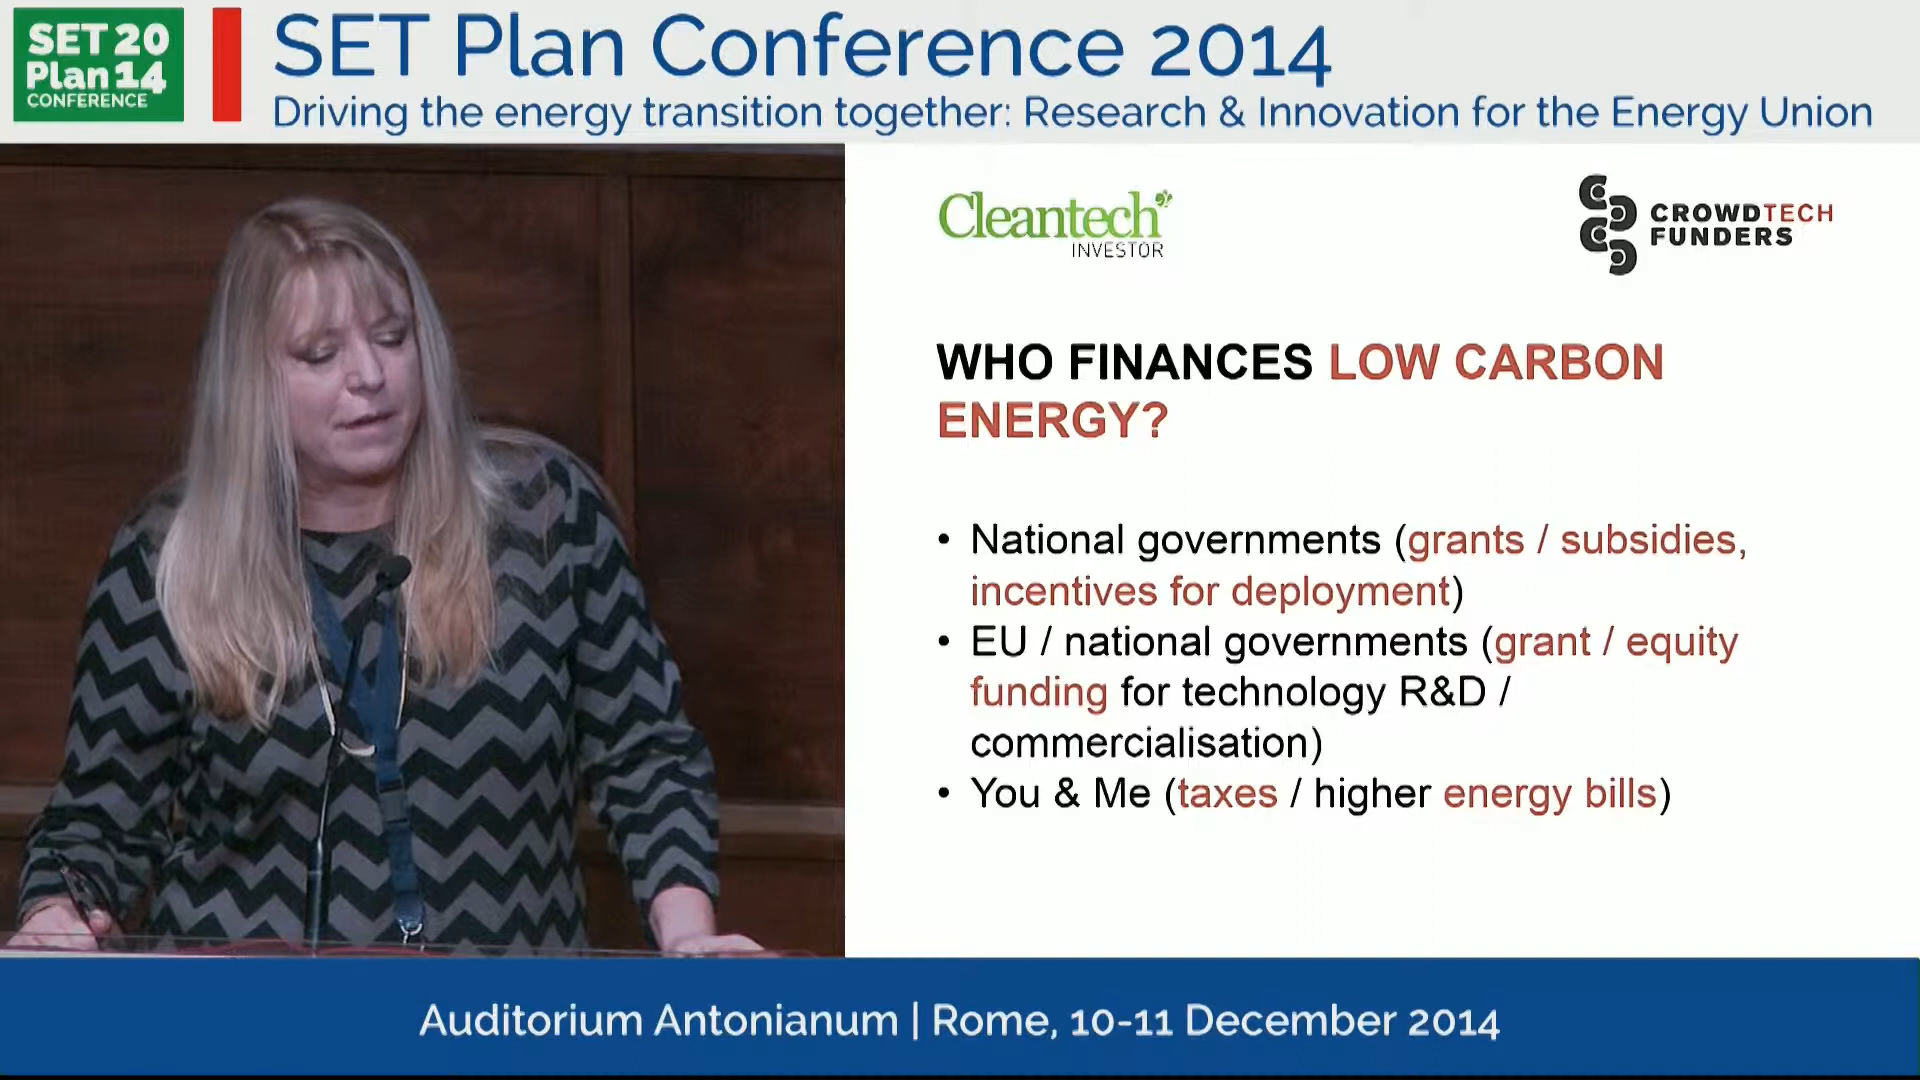 SET 20
Plan 14
CONFERENCE
SET Plan Conference 2014
Driving the energy transition together: Research & Innovation for the Energy Union
Cleantech
INVESTOR
CROWDTECH
FUNDERS
WHO FINANCES LOW CARBON
ENERGY?
• National governments (grants / subsidies,
incentives for deployment)
• EU / national governments (grant / equity
funding for technology R&D /
commercialisation)
• You & Me (taxes / higher energy bills)
Auditorium Antonianum | Rome, 10-11 December 2014